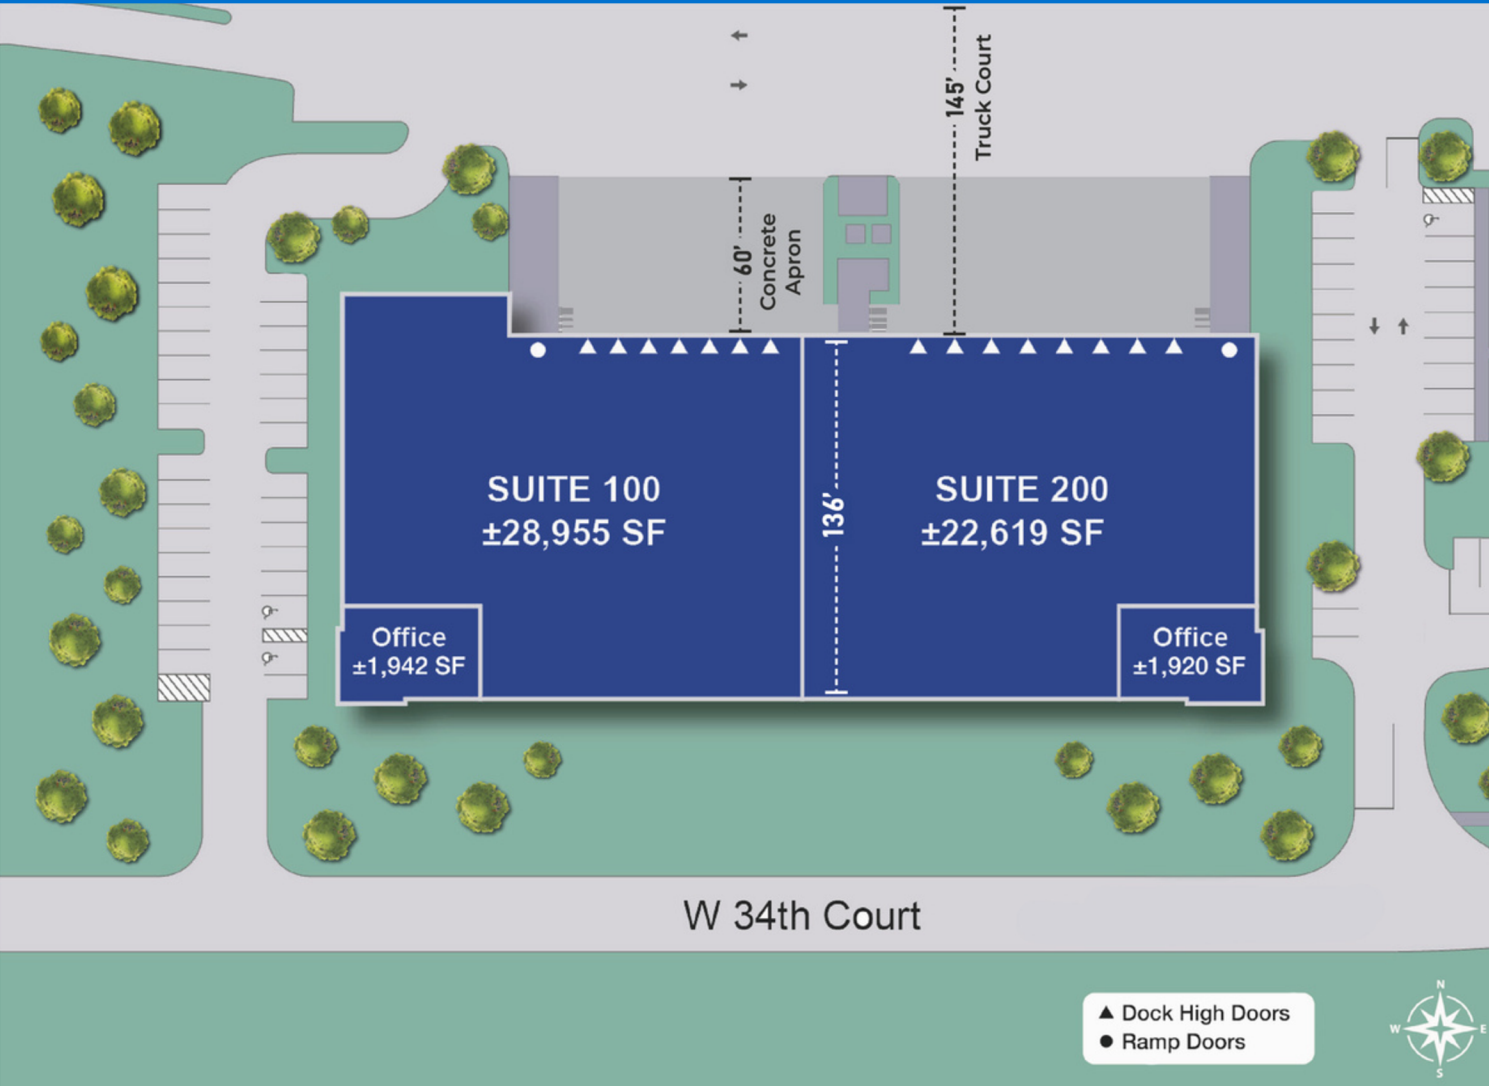 145’
Truck Court
60’
Concrete
Apron
SUITE 100
±28,955 SF
136’
SUITE 200
±22,619 SF
Office
±1,942 SF
Office
±1,920 SF
W 34th Court
▲ Dock High Doors
● Ramp Doors
N
W E
S